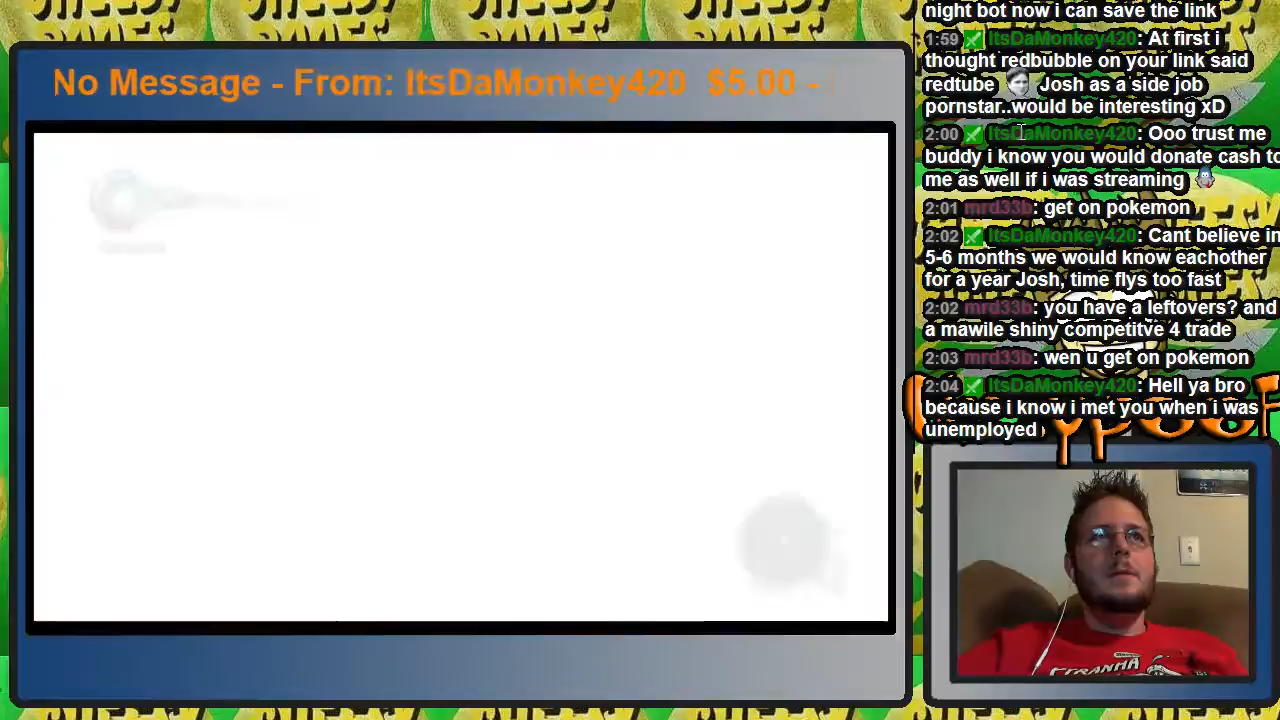 No Message - From: ItsDaMonkey420 $5.00 -
night bot now i can save the link
1:59 ItsDaMonkey420: At first i
thought redbubble on your link said
redtube Josh as a side job
pornstar..would be interesting xD
2:00 ItsDaMonkey420: Ooo trust me
buddy i know you would donate cash to
me as well if i was streaming
2:01 mrd33b: get on pokemon
2:02 ItsDaMonkey420: Cant believe in
5-6 months we would know eachother
for a year Josh, time flys too fast
2:02 mrd33b: you have a leftovers? and
a mawile shiny competitve 4 trade
2:03 mrd33b: wen u get on pokemon
2:04 ItsDaMonkey420: Hell ya bro
because i know i met you when i was
unemployed